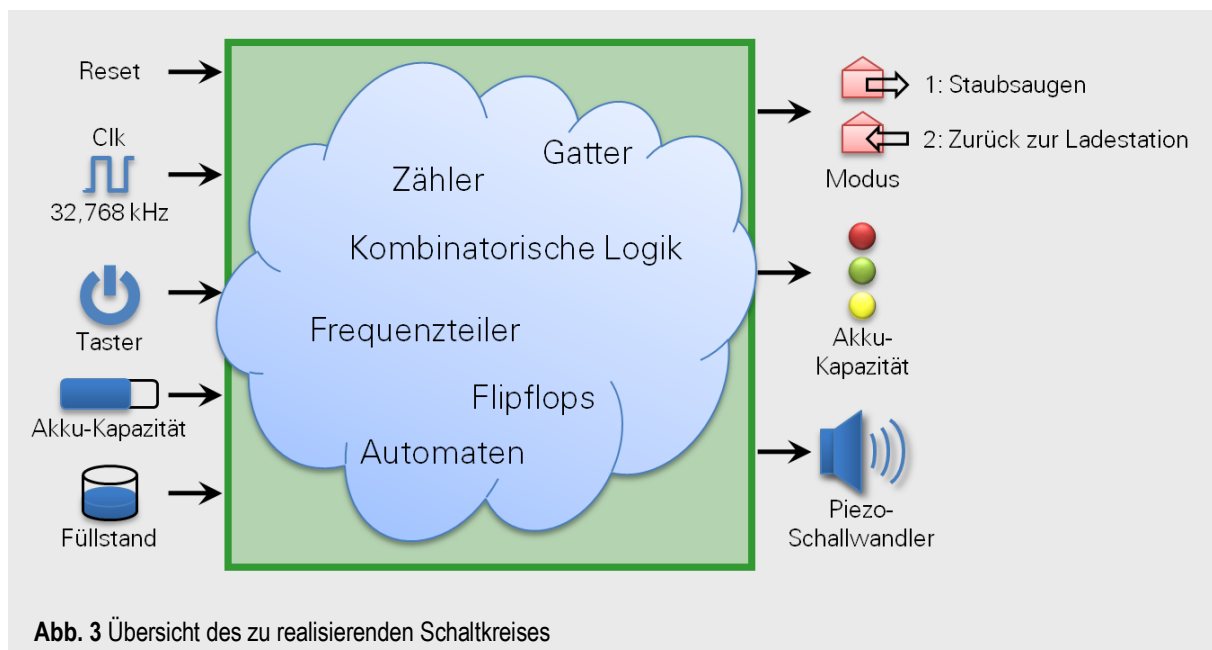 Reset
Clk
32,768 kHz
Taster
Akku-Kapazität
Füllstand
Gatter
Zähler
Kombinatorische Logik
Frequenzteiler
Flipflops
Automaten
1: Staubsaugen
2: Zurück zur Ladestation
Modus
Akku-
Kapazität
Piezo-
Schallwandler
Abb. 3 Übersicht des zu realisierenden Schaltkreises